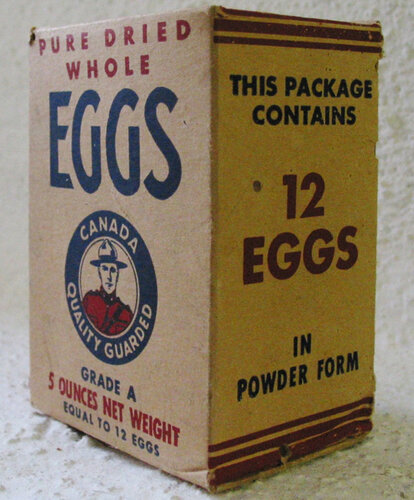 PURE DRIED
WHOLE
EGGS
CANADA
QUALITY GUARDED
GRADE A
5 OUNCES NET WEIGHT
EQUAL TO 12 EGGS
THIS PACKAGE
CONTAINS
12
EGGS
IN
POWDER FORM